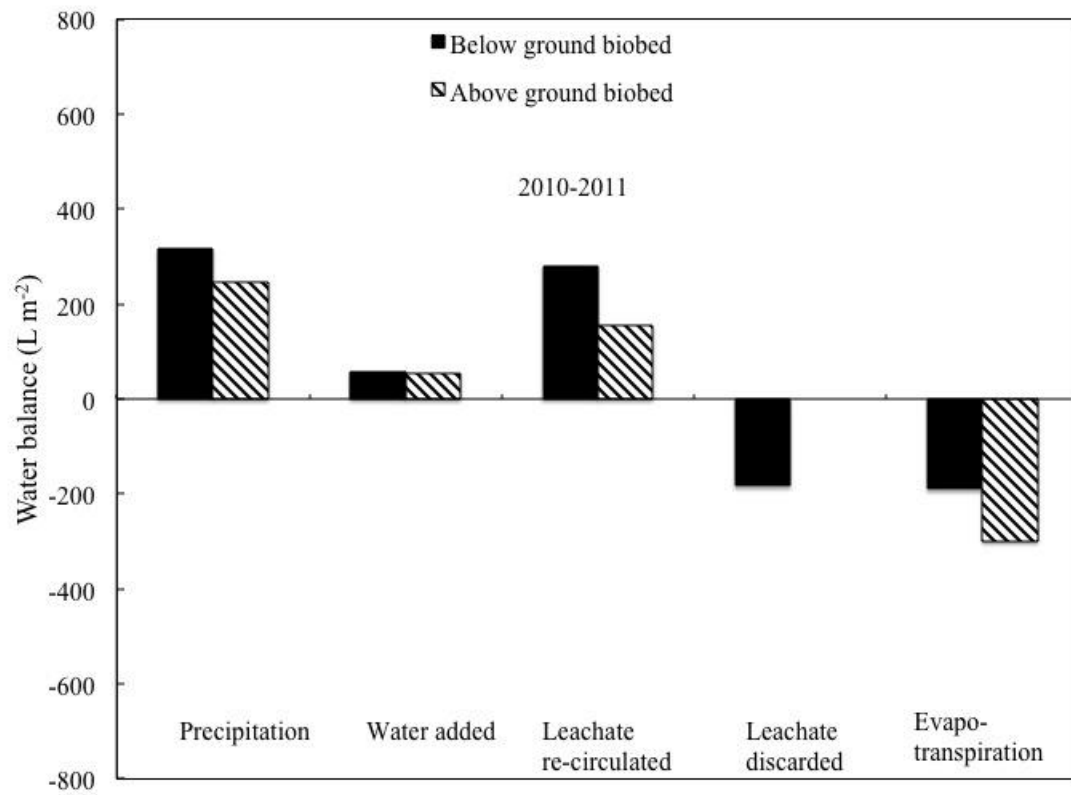 800
600
400
200
0
-200
-400
-600
-800
Water balance (L m-2)
Below ground biobed
Above ground biobed
2010-2011
Precipitation
Water added
Leachate
re-circulated
Leachate
discarded
Evapo-
transpiration